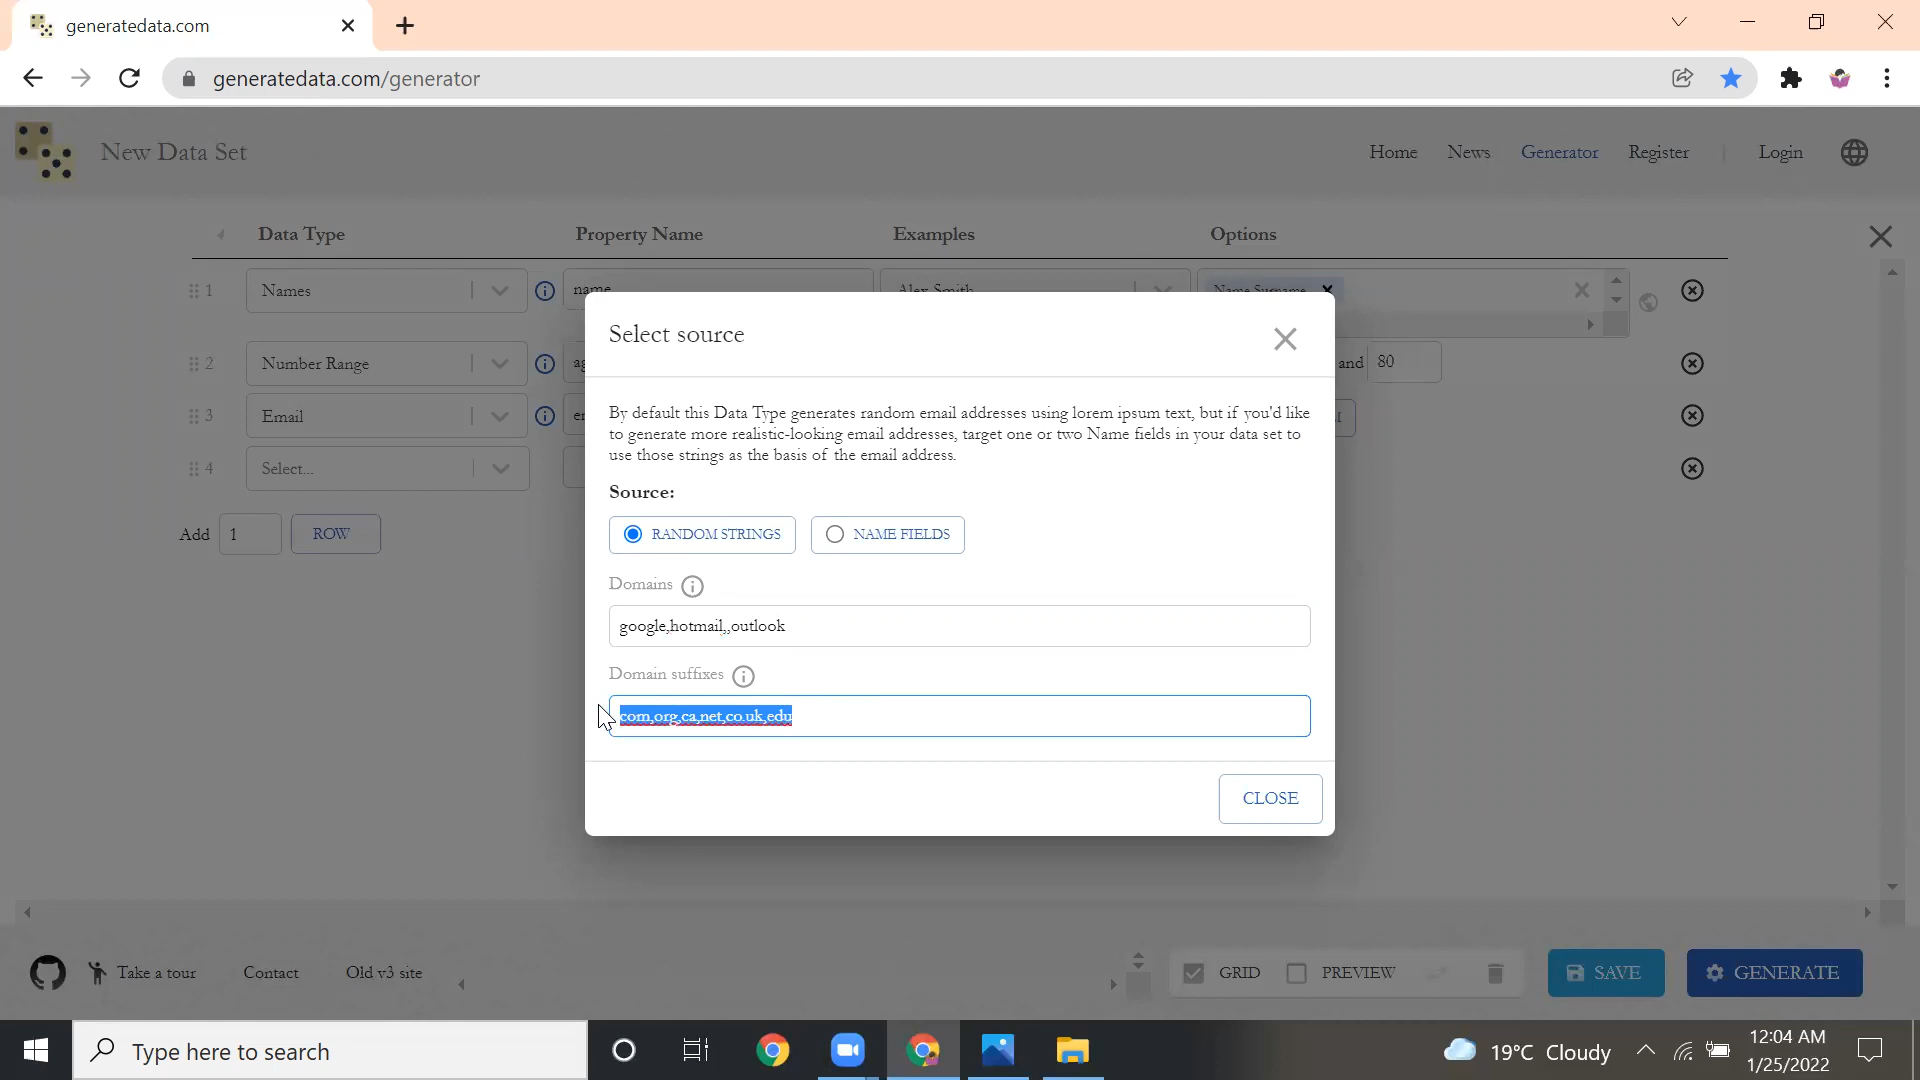 generatedata.com
generatedata.com/generator
New Data Set
Home News Generator Register Login
Data Type Property Name Examples Options
1 Names name Alex Smith Name Surname
2 Number Range and 80
3 Email
4 Select...
Add 1 ROW
Select source
By default this Data Type generates random email addresses using lorem ipsum text, but if you'd like
to generate more realistic-looking email addresses, target one or two Name fields in your data set to
use those strings as the basis of the email address.
Source:
RANDOM STRINGS NAME FIELDS
Domains
google,hotmail,,outlook
Domain suffixes
com,org,ca,net,co.uk,edu
CLOSE
Take a tour Contact Old v3 site GRID PREVIEW SAVE GENERATE
Type here to search
19°C Cloudy
12:04 AM
1/25/2022